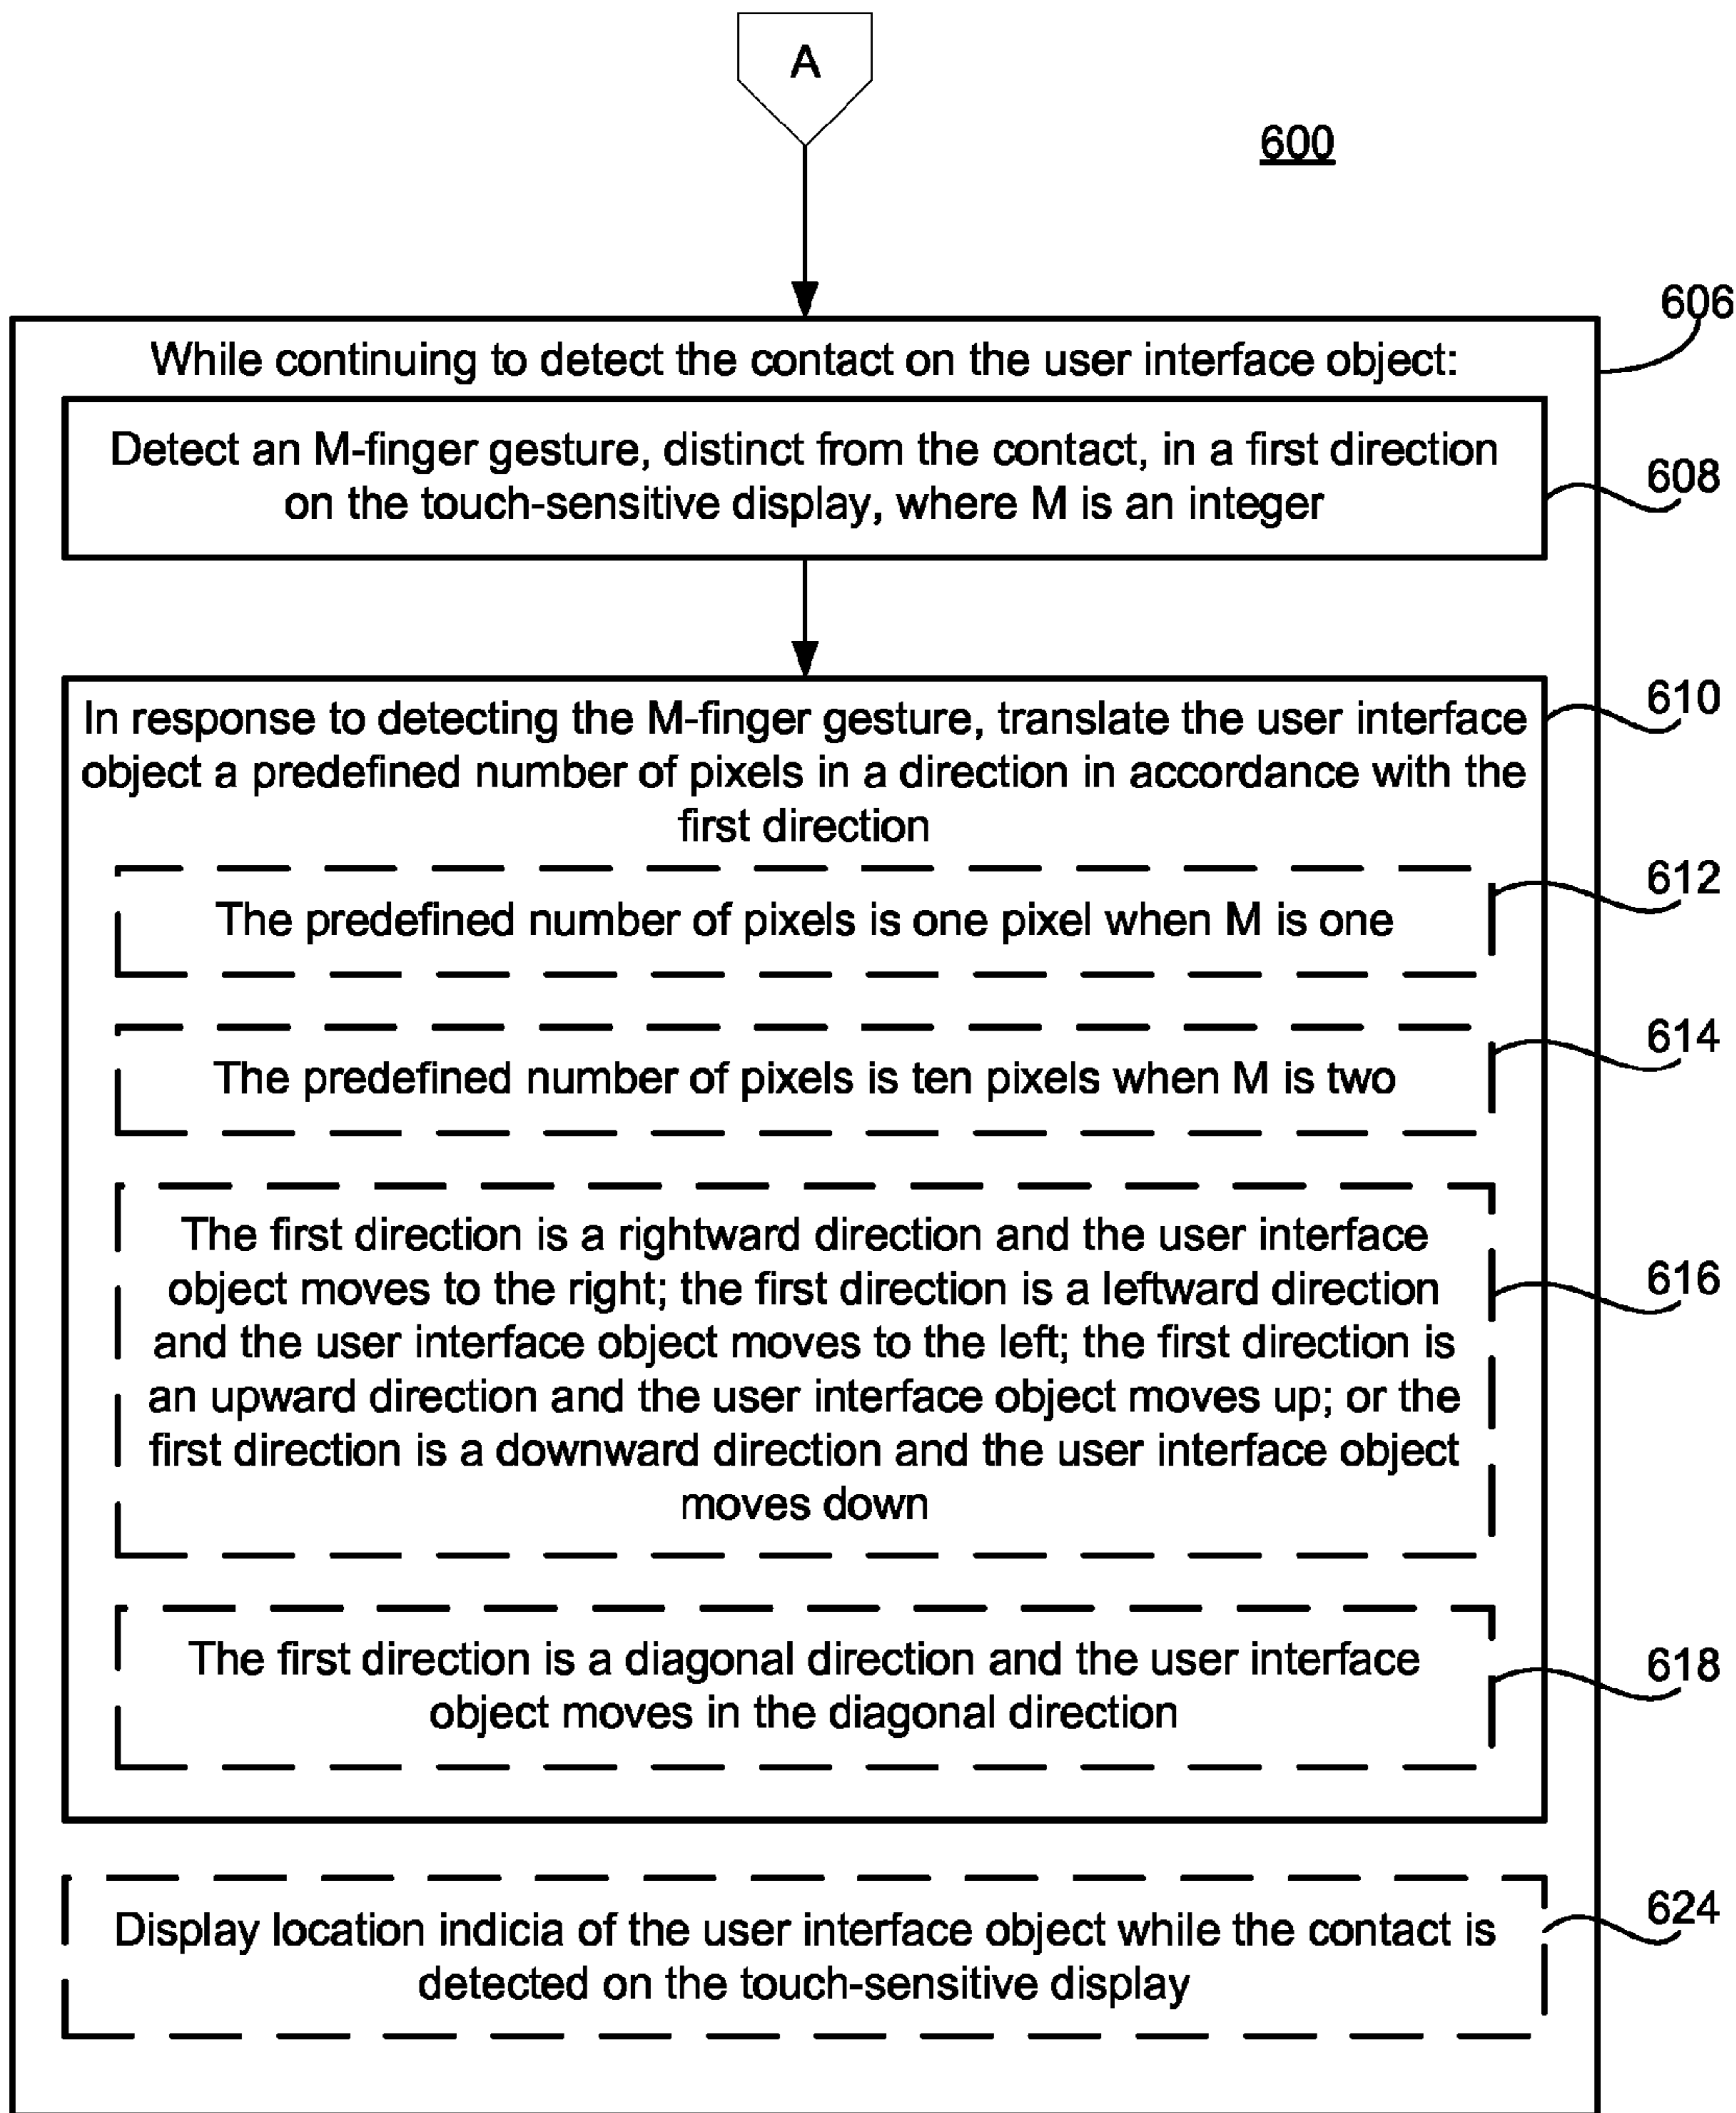 A
600
606
While continuing to detect the contact on the user interface object:
Detect an M-finger gesture, distinct from the contact, in a first direction
on the touch-sensitive display, where M is an integer
608
In response to detecting the M-finger gesture, translate the user interface
object a predefined number of pixels in a direction in accordance with the
first direction
610
The predefined number of pixels is one pixel when M is one
612
The predefined number of pixels is ten pixels when M is two
614
The first direction is a rightward direction and the user interface
object moves to the right; the first direction is a leftward direction
and the user interface object moves to the left; the first direction is
an upward direction and the user interface object moves up; or the
first direction is a downward direction and the user interface object
moves down
616
The first direction is a diagonal direction and the user interface
object moves in the diagonal direction
618
Display location indicia of the user interface object while the contact is
detected on the touch-sensitive display
624